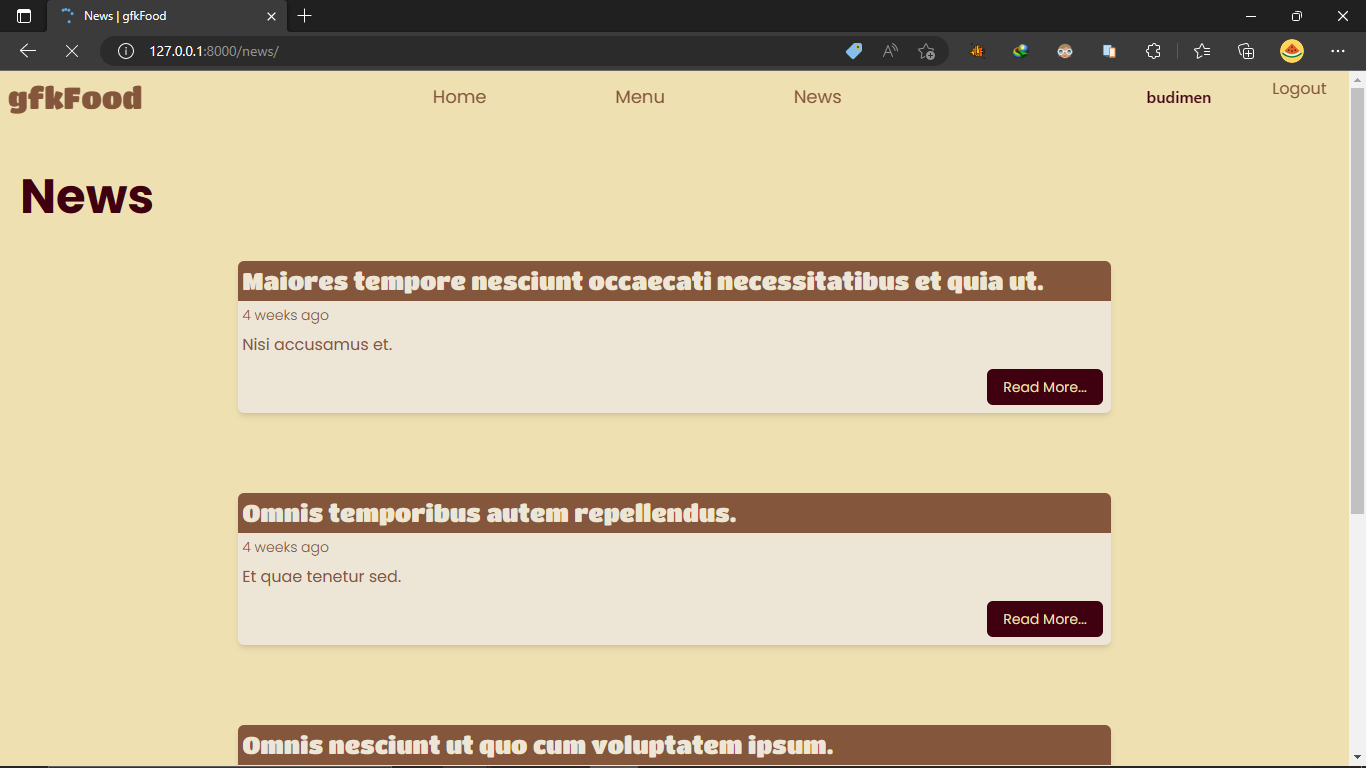 News | gfkFood
127.0.0.1:8000/news/
gfkFood
Home Menu News budimen Logout
News
Maiores tempore nesciunt occaecati necessitatibus et quia ut.
4 weeks ago
Nisi accusamus et.
Read More...
Omnis temporibus autem repellendus.
4 weeks ago
Et quae tenetur sed.
Read More...
Omnis nesciunt ut quo cum voluptatem ipsum.